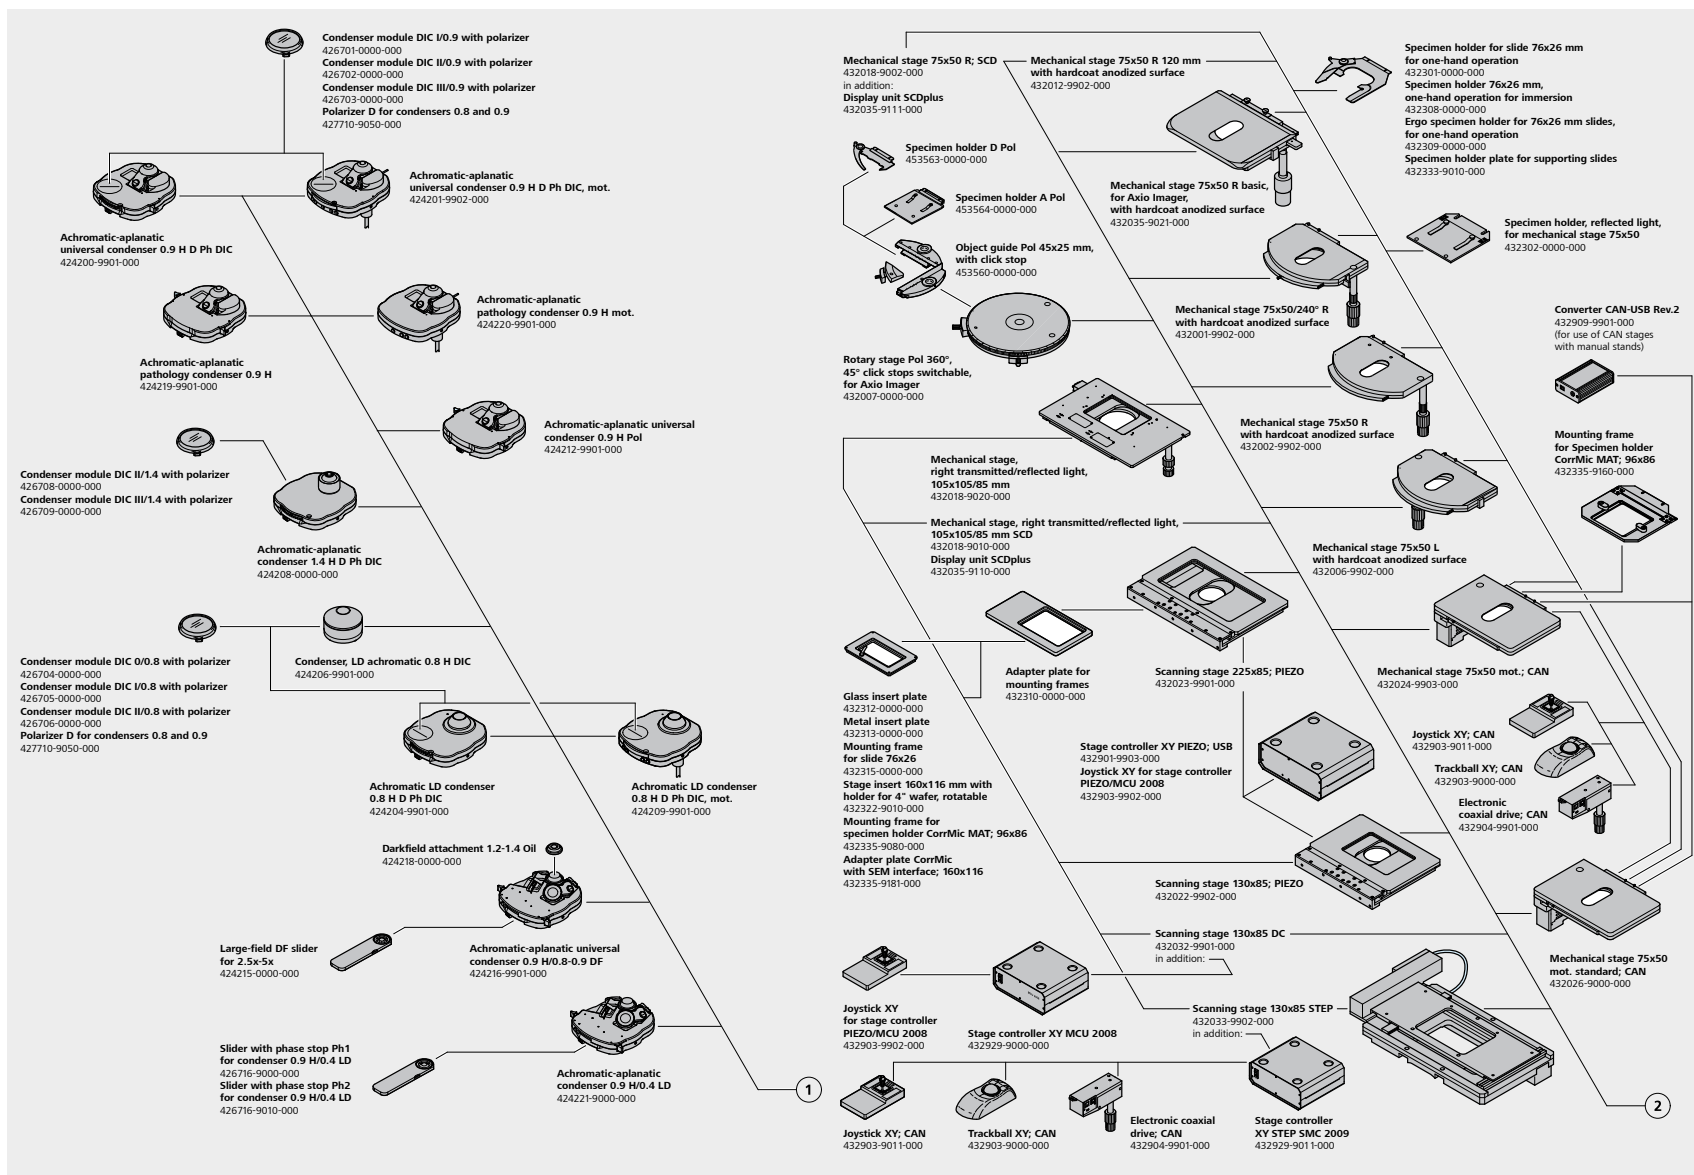 Condenser module DIC I/0.9 with polarizer
426701-0000-000
Condenser module DIC II/0.9 with polarizer
426702-0000-000
Condenser module DIC III/0.9 with polarizer
426703-0000-000
Polarizer D for condensers 0.8 and 0.9
427710-9050-000
Achromatic-aplanatic
universal condenser 0.9 H D Ph DIC, mot.
424201-9902-000
Achromatic-aplanatic
universal condenser 0.9 H D Ph DIC
424200-9901-000
Achromatic-aplanatic
pathology condenser 0.9 H mot.
424220-9901-000
Achromatic-aplanatic
pathology condenser 0.9 H
424219-9901-000
Achromatic-aplanatic universal
condenser 0.9 H Pol
424212-9901-000
Condenser module DIC II/1.4 with polarizer
426708-0000-000
Condenser module DIC III/1.4 with polarizer
426709-0000-000
Achromatic-aplanatic
condenser 1.4 H D Ph DIC
424208-0000-000
Condenser module DIC 0/0.8 with polarizer
426704-0000-000
Condenser module DIC I/0.8 with polarizer
426705-0000-000
Condenser module DIC II/0.8 with polarizer
426706-0000-000
Polarizer D for condensers 0.8 and 0.9
427710-9050-000
Condenser, LD achromatic 0.8 H DIC
424206-9901-000
Achromatic LD condenser
0.8 H D Ph DIC
424204-9901-000
Achromatic LD condenser
0.8 H D Ph DIC, mot.
424209-9901-000
Darkfield attachment 1.2-1.4 Oil
424218-0000-000
Large-field DF slider
for 2.5x-5x
424215-0000-000
Achromatic-aplanatic universal
condenser 0.9 H/0.8-0.9 DF
424216-9901-000
Slider with phase stop Ph1
for condenser 0.9 H/0.4 LD
426716-9000-000
Slider with phase stop Ph2
for condenser 0.9 H/0.4 LD
426716-9010-000
Achromatic-aplanatic
condenser 0.9 H/0.4 LD
424221-9000-000
1
Mechanical stage 75x50 R; SCD
432018-9002-000
in addition:
Display unit SCDplus
432035-9111-000
Mechanical stage 75x50 R 120 mm
with hardcoat anodized surface
432012-9902-000
Specimen holder for slide 76x26 mm
for one-hand operation
432301-0000-000
Specimen holder 76x26 mm,
one-hand operation for immersion
432308-0000-000
Ergo specimen holder for 76x26 mm slides,
for one-hand operation
432309-0000-000
Specimen holder plate for supporting slides
432333-9010-000
Specimen holder D Pol
453563-0000-000
Specimen holder A Pol
453564-0000-000
Mechanical stage 75x50 R basic,
for Axio Imager,
with hardcoat anodized surface
432035-9021-000
Specimen holder, reflected light,
for mechanical stage 75x50
432302-0000-000
Object guide Pol 45x25 mm,
with click stop
453560-0000-000
Mechanical stage 75x50/240° R
with hardcoat anodized surface
432001-9902-000
Converter CAN-USB Rev.2
432909-9901-000
(for use of CAN stages
with manual stands)
Rotary stage Pol 360°,
45° click stops switchable,
for Axio Imager
432007-0000-000
Mechanical stage 75x50 R
with hardcoat anodized surface
432002-9902-000
Mounting frame
for Specimen holder
CorrMic MAT; 96x86
432335-9160-000
Mechanical stage,
right transmitted/reflected light,
105x105/85 mm
432018-9020-000
Mechanical stage, right transmitted/reflected light,
105x105/85 mm SCD
432018-9010-000
Display unit SCDplus
432035-9110-000
Mechanical stage 75x50 L
with hardcoat anodized surface
432006-9902-000
Adapter plate for
mounting frames
432310-0000-000
Scanning stage 225x85; PIEZO
432023-9901-000
Mechanical stage 75x50 mot.; CAN
432024-9903-000
Glass insert plate
432312-0000-000
Metal insert plate
432313-0000-000
Mounting frame
for slide 76x26
432315-0000-000
Stage insert 160x116 mm with
holder for 4" wafer, rotatable
432322-9010-000
Mounting frame for
specimen holder CorrMic MAT; 96x86
432335-9080-000
Adapter plate CorrMic
with SEM interface; 160x116
432335-9181-000
Stage controller XY PIEZO; USB
432901-9903-000
Joystick XY for stage controller
PIEZO/MCU 2008
432903-9902-000
Joystick XY; CAN
432903-9011-000
Trackball XY; CAN
432903-9000-000
Electronic
coaxial drive; CAN
432904-9901-000
Scanning stage 130x85; PIEZO
432022-9902-000
Scanning stage 130x85 DC
432032-9901-000
in addition:
Mechanical stage 75x50
mot. standard; CAN
432026-9000-000
Joystick XY
for stage controller
PIEZO/MCU 2008
432903-9902-000
Stage controller XY MCU 2008
432929-9000-000
Scanning stage 130x85 STEP
432033-9902-000
in addition:
Joystick XY; CAN
432903-9011-000
Trackball XY; CAN
432903-9000-000
Electronic coaxial
drive; CAN
432904-9901-000
Stage controller
XY STEP SMC 2009
432929-9011-000
2